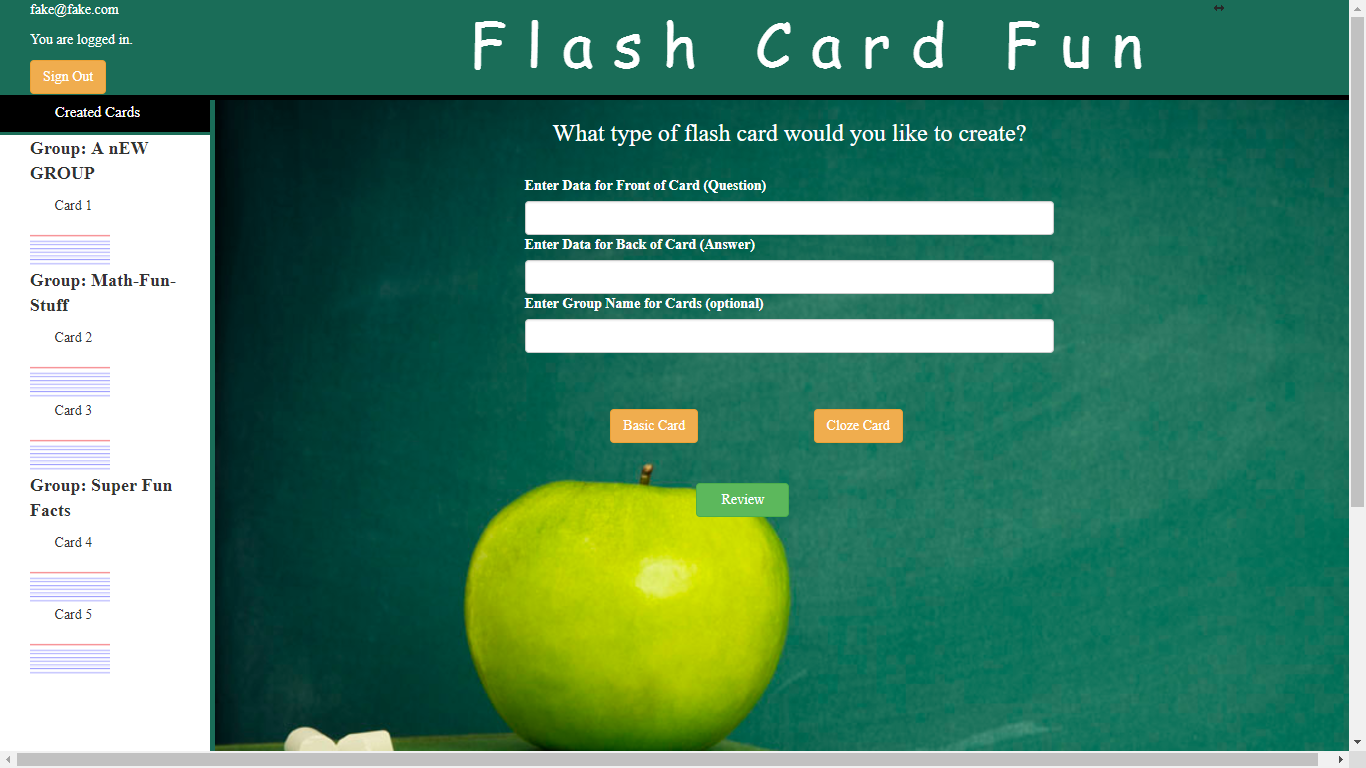 fake@fake.com
You are logged in.
Sign Out
Flash Card Fun
Created Cards
Group: A nEW
GROUP
Card 1
Group: Math-Fun-
Stuff
Card 2
Card 3
Group: Super Fun
Facts
Card 4
Card 5
What type of flash card would you like to create?
Enter Data for Front of Card (Question)
Enter Data for Back of Card (Answer)
Enter Group Name for Cards (optional)
Basic Card
Cloze Card
Review